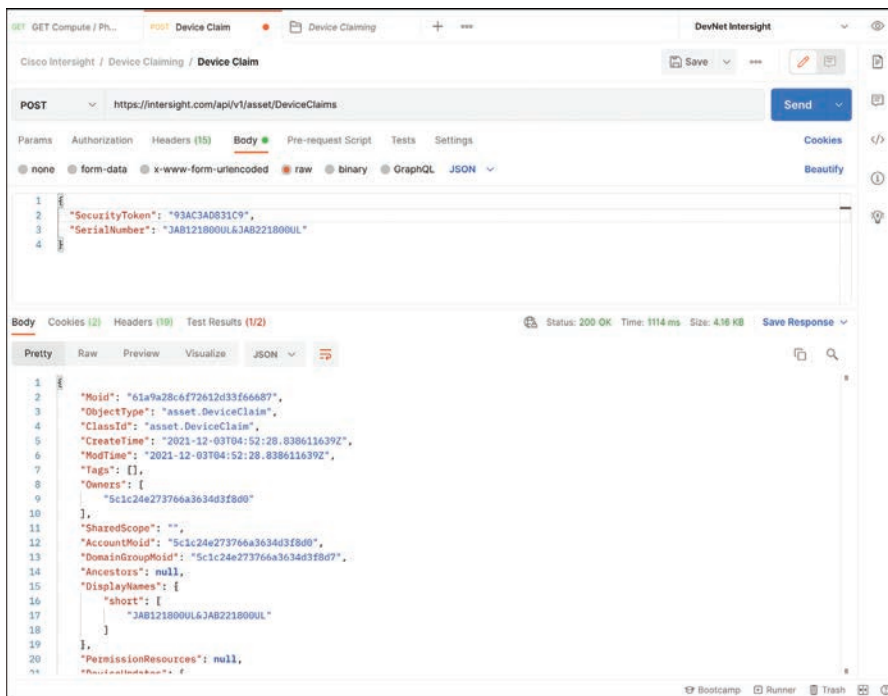 GET GET Compute / Ph...
POST Device Claim
Device Claiming
DevNet Intersight
Cisco Intersight / Device Claiming / Device Claim
Save
POST
https://intersight.com/api/v1/asset/DeviceClaims
Send
Params Authorization Headers (15) Body Pre-request Script Tests Settings Cookies
none form-data x-www-form-urlencoded raw binary GraphQL JSON Beautify
1 {
2 "SecurityToken": "93AC3AD831C9",
3 "SerialNumber": "JAB121800UL&JAB221800UL"
4 }
Body Cookies (2) Headers (19) Test Results (1/2) Status: 200 OK Time: 1114 ms Size: 4.16 KB Save Response
Pretty Raw Preview Visualize JSON
1 {
2 "Moid": "61a9a28c6f72612d33f66687",
3 "ObjectType": "asset.DeviceClaim",
4 "ClassId": "asset.DeviceClaim",
5 "CreateTime": "2021-12-03T04:52:28.838611639Z",
6 "ModTime": "2021-12-03T04:52:28.838611639Z",
7 "Tags": [],
8 "Owners": [
9 "5c1c24e273766a3634d3f8d0"
10 ],
11 "SharedScope": "",
12 "AccountMoid": "5c1c24e273766a3634d3f8d0",
13 "DomainGroupMoid": "5c1c24e273766a3634d3f8d7",
14 "Ancestors": null,
15 "DisplayNames": {
16 "short": [
17 "JAB121800UL&JAB221800UL"
18 ]
19 },
20 "PermissionResources": null,
21 "DeviceUpdates": {
Bootcamp Runner Trash